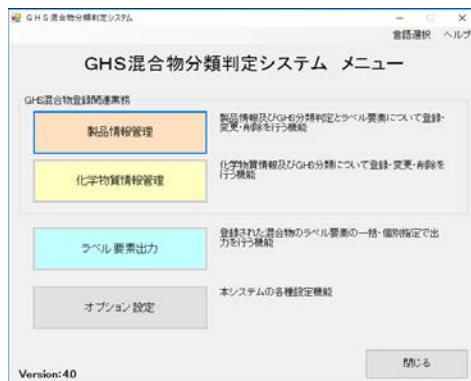 GHS混合物分類判定システム
言語選択 ヘルプ
GHS混合物分類判定システム メニュー
GHS混合物登録関連業務
製品情報管理
製品情報及びGHS分類判定とラベル要素について登録・
変更・削除を行う機能
化学物質情報管理
化学物質情報及びGHS分類について登録・変更・削除を
行う機能
ラベル要素出力
登録された混合物のラベル要素の一括・個別指定で出
力を行う機能
オプション設定
本システムの各種設定機能
閉じる
Version:4.0